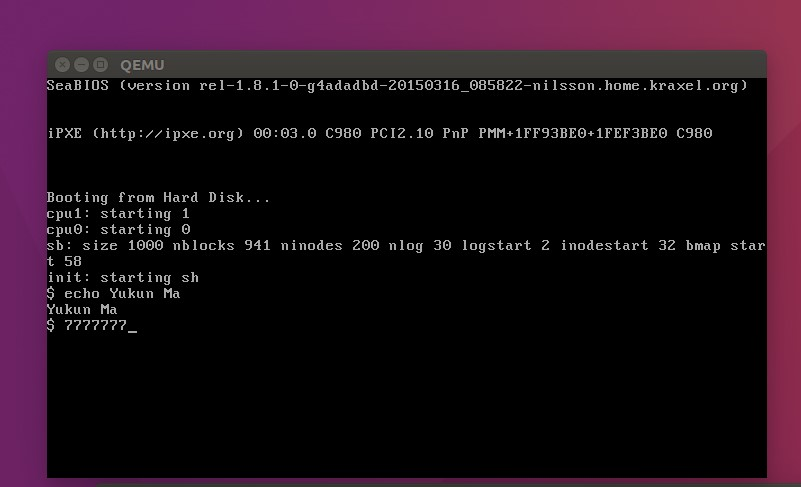 QEMU
SeaBIOS (version rel-1.8.1-0-g4adadbd-20150316_085822-nilsson.home.kraxel.org)
iPXE (http://ipxe.org) 00:03.0 C980 PCI2.10 PnP PMM+1FF93BE0+1FEF3BE0 C980
Booting from Hard Disk...
cpu1: starting 1
cpu0: starting 0
sb: size 1000 nblocks 941 ninodes 200 nlog 30 logstart 2 inodestart 32 bmap star
t 58
init: starting sh
$ echo Yukun Ma
Yukun Ma
$ 7777777_